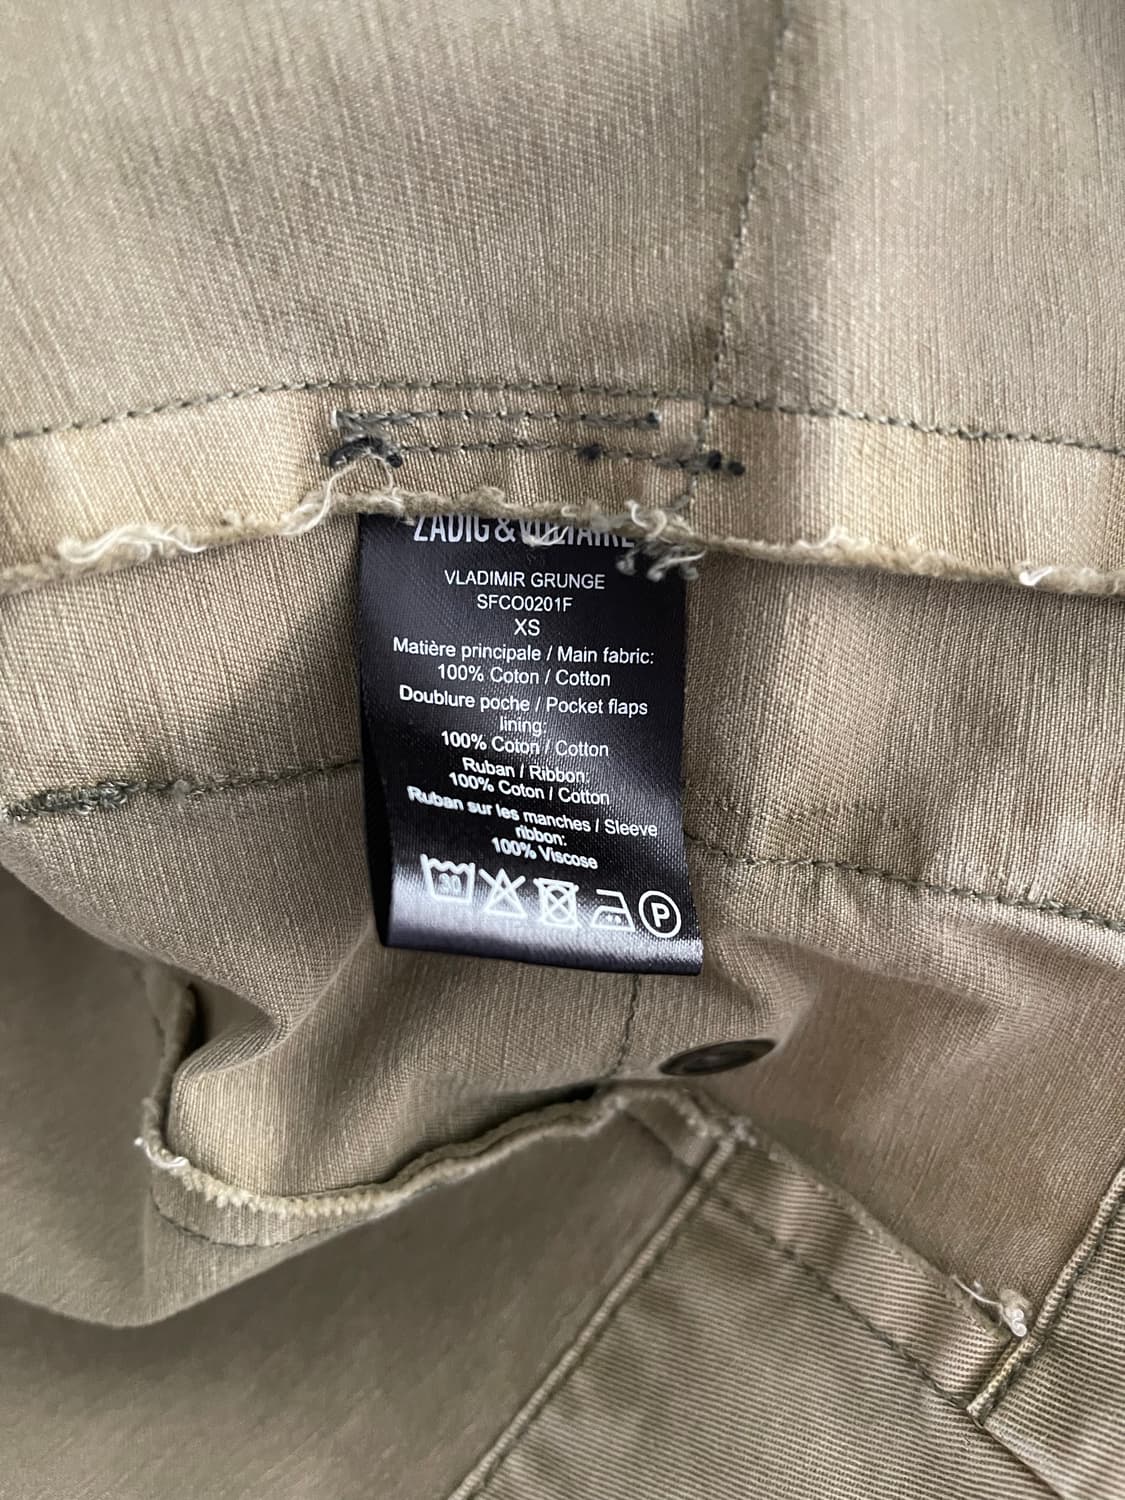 ZADIG & VOLTAIRE
VLADIMIR GRUNGE
SFCO0201F
XS
Matière principale / Main fabric:
100% Coton / Cotton
Doublure poche / Pocket flaps
lining:
100% Coton / Cotton
Ruban / Ribbon:
100% Coton / Cotton
Ruban sur les manches / Sleeve
ribbon:
100% Viscose
30 P